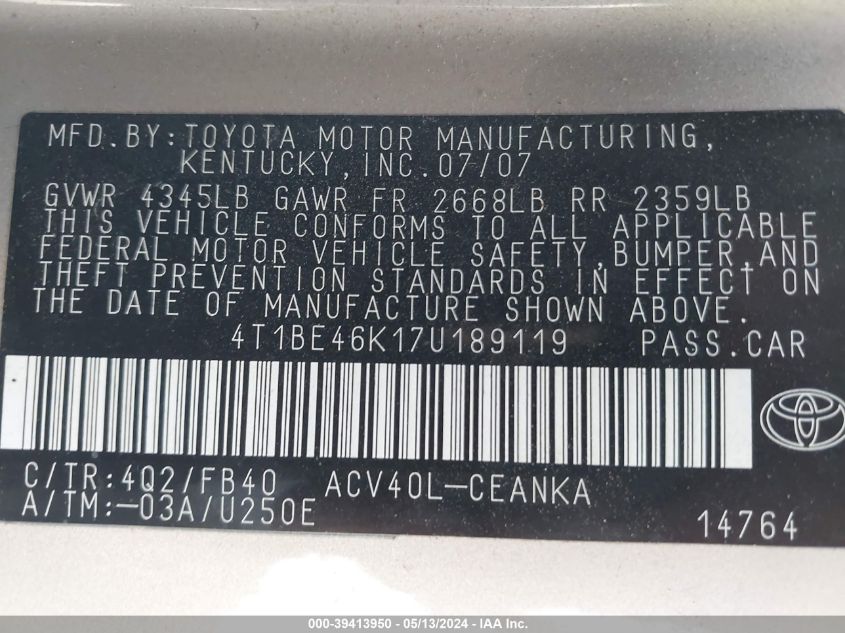 MFD.BY:TOYOTA MOTOR MANUFACTURING,
KENTUCKY,INC.07/07
GVWR 4345LB GAWR FR 2668LB RR 2359LB
THIS VEHICLE CONFORMS TO ALL APPLICABLE
FEDERAL MOTOR VEHICLE SAFETY,BUMPER,AND
THEFT PREVENTION STANDARDS IN EFFECT ON
THE DATE OF MANUFACTURE SHOWN ABOVE.
4T1BE46K17U189119 PASS.CAR
C/TR:4Q2/FB40 ACV40L-CEANKA
A/TM:-03A/U250E
14764
000-39413950 / 05/13/2024 - IAA Inc.